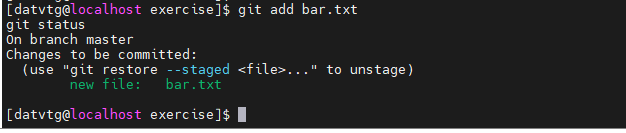 [datvtg@localhost exercise]$ git add bar.txt
git status
On branch master
Changes to be committed:
  (use "git restore --staged <file>..." to unstage)
        new file:   bar.txt

[datvtg@localhost exercise]$